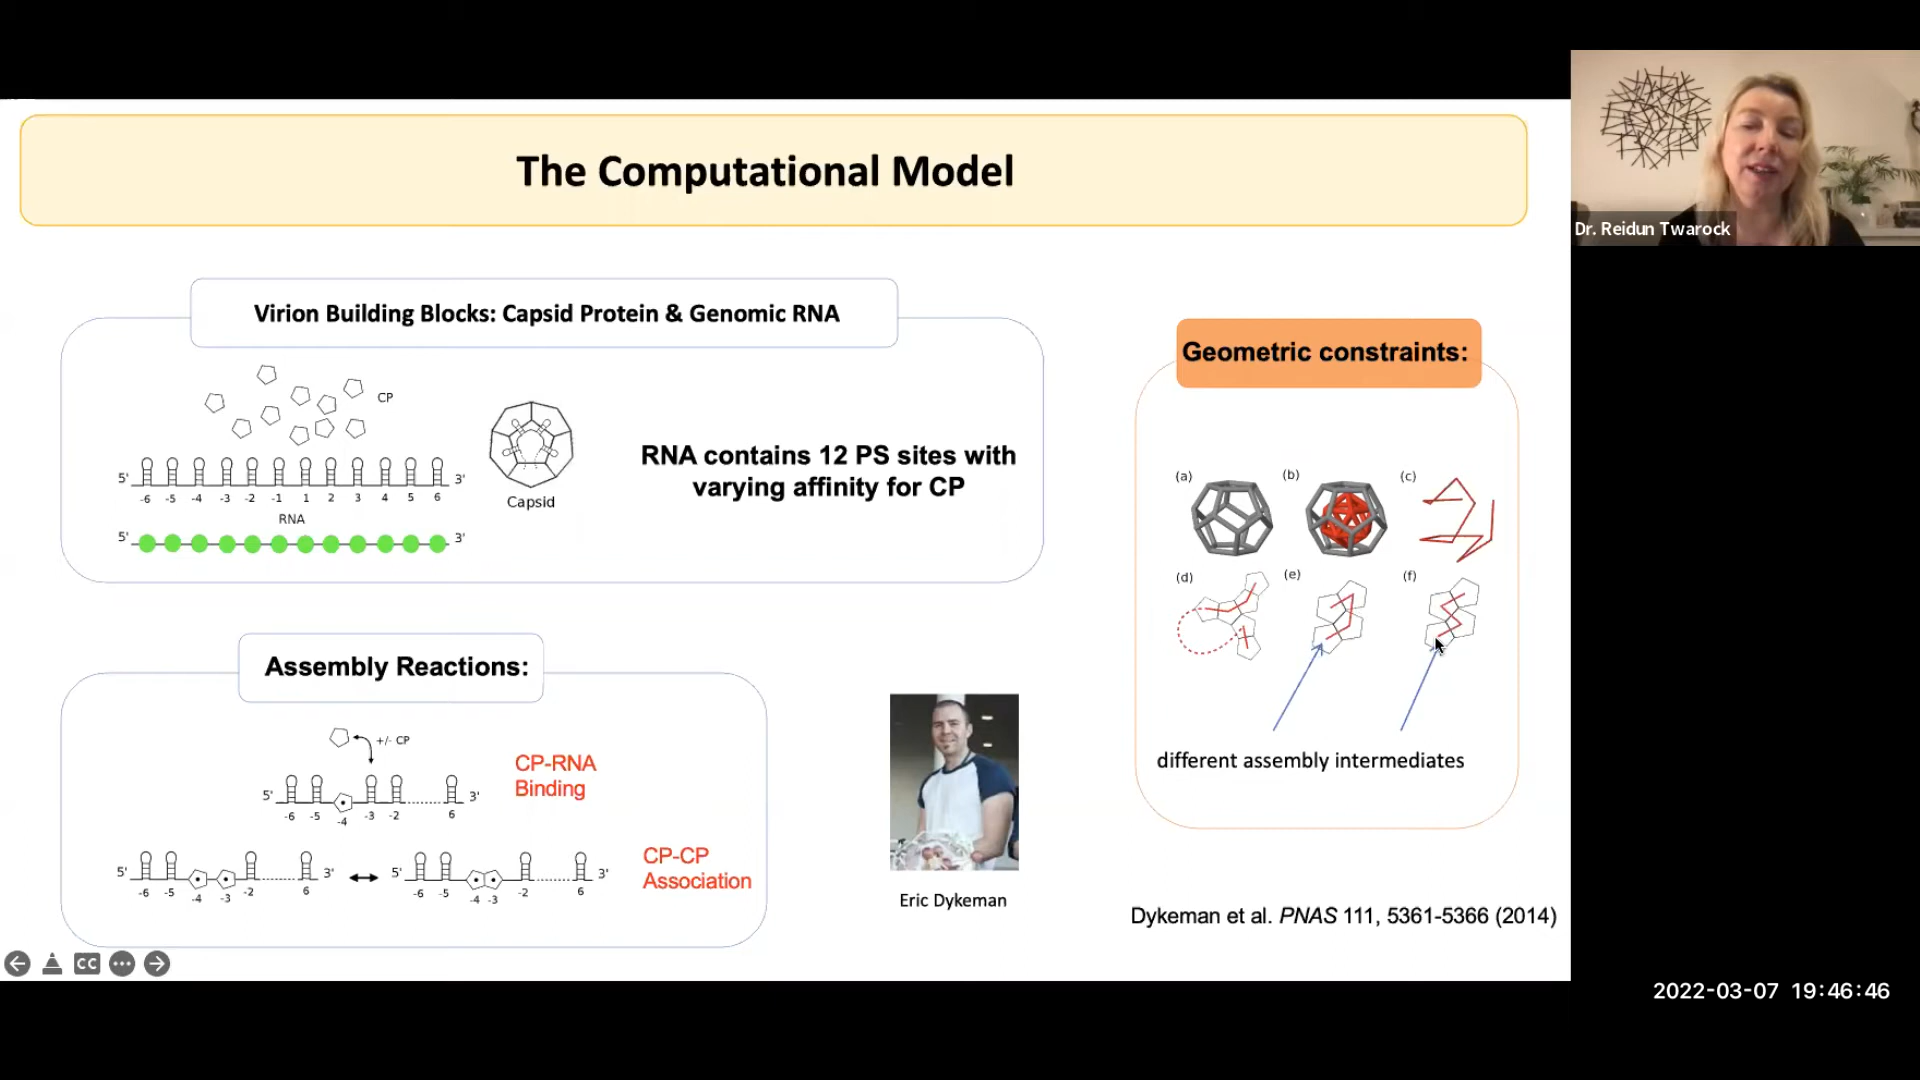 The Computational Model
Dr. Reidun Twarock
Virion Building Blocks: Capsid Protein & Genomic RNA
CP
5' 3'
-6 -5 -4 -3 -2 -1 1 2 3 4 5 6
RNA
5' 3'
Capsid
RNA contains 12 PS sites with
varying affinity for CP
Geometric constraints:
(a) (b) (c)
(d) (e) (f)
different assembly intermediates
Assembly Reactions:
+/- CP
5' 3'
-6 -5 -4 -3 -2 6
CP-RNA
Binding
5' 3' 5' 3'
-6 -5 -4 -3 -2 6 -6 -5 -4 -3 -2 6
CP-CP
Association
Eric Dykeman
Dykeman et al. PNAS 111, 5361-5366 (2014)
CC
2022-03-07 19:46:46